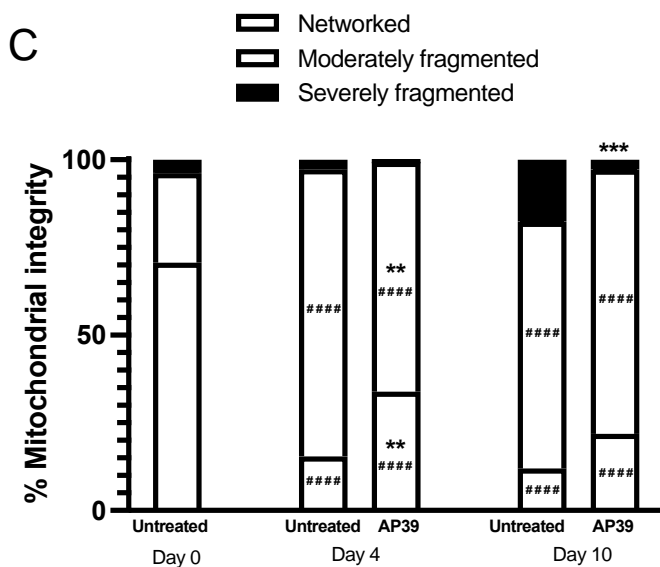 C
Networked
Moderately fragmented
Severely fragmented
% Mitochondrial integrity
100
50
0
***
**
####
####
**
####
####
####
####
####
####
Untreated
Untreated AP39
Untreated AP39
Day 0
Day 4
Day 10